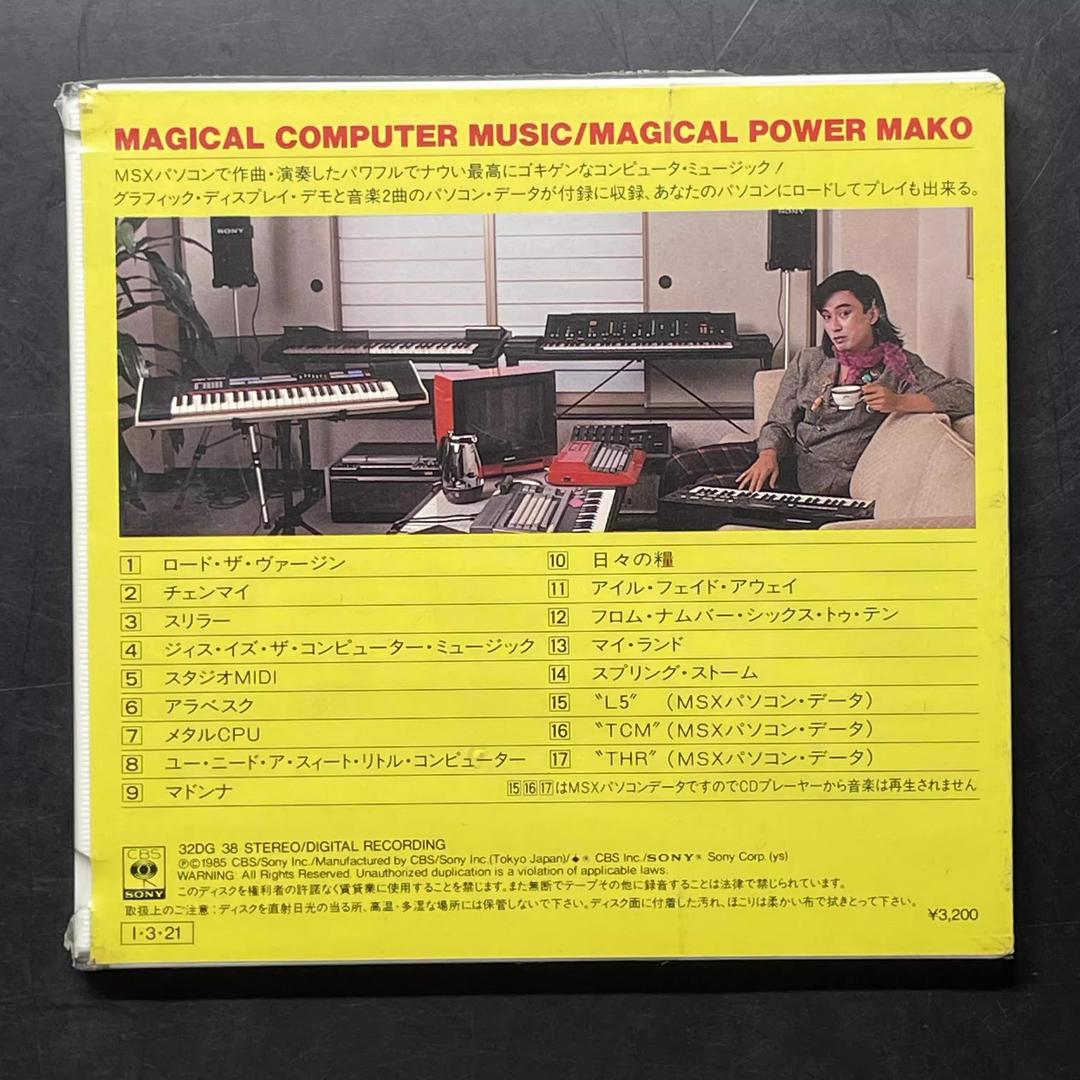 MAGICAL COMPUTER MUSIC/MAGICAL POWER MAKO
MSXパソコンで作曲・演奏したパワフルでナウい最高にゴキゲンなコンピュータ・ミュージック!
グラフィック・ディスプレイ・デモと音楽2曲のパソコン・データが付録に収録、あなたのパソコンにロードしてプレイも出来る。
SONY
SONY
1 ロード・ザ・ヴァージン
2 チェンマイ
3 スリラー
4 ジィス・イズ・ザ・コンピューター・ミュージック
5 スタジオMIDI
6 アラベスク
7 メタルCPU
8 ユー・ニード・ア・スィート・リトル・コンピューター
9 マドンナ
10 日々の糧
11 アイル・フェイド・アウェイ
12 フロム・ナムバー・シックス・トゥ・テン
13 マイ・ランド
14 スプリング・ストーム
15 〝L5〞 (MSXパソコン・データ)
16 〝TCM〞(MSXパソコン・データ)
17 〝THR〞(MSXパソコン・データ)
15 16 17はMSXパソコンデータですのでCDプレーヤーから音楽は再生されません
CBS
SONY
32DG 38 STEREO/DIGITAL RECORDING
Ⓟ©1985 CBS/Sony Inc./Manufactured by CBS/Sony Inc.(Tokyo Japan)/® CBS Inc./SONY® Sony Corp. (ys)
WARNING: All Rights Reserved. Unauthorized duplication is a violation of applicable laws.
このディスクを権利者の許諾なく賃貸業に使用することを禁じます。また無断でテープその他に録音することは法律で禁じられています。
取扱上のご注意:ディスクを直射日光の当る所、高温・多湿な場所には保管しないで下さい。ディスク面に付着した汚れ、ほこりは柔かい布で拭きとって下さい。
¥3,200
I・3・21